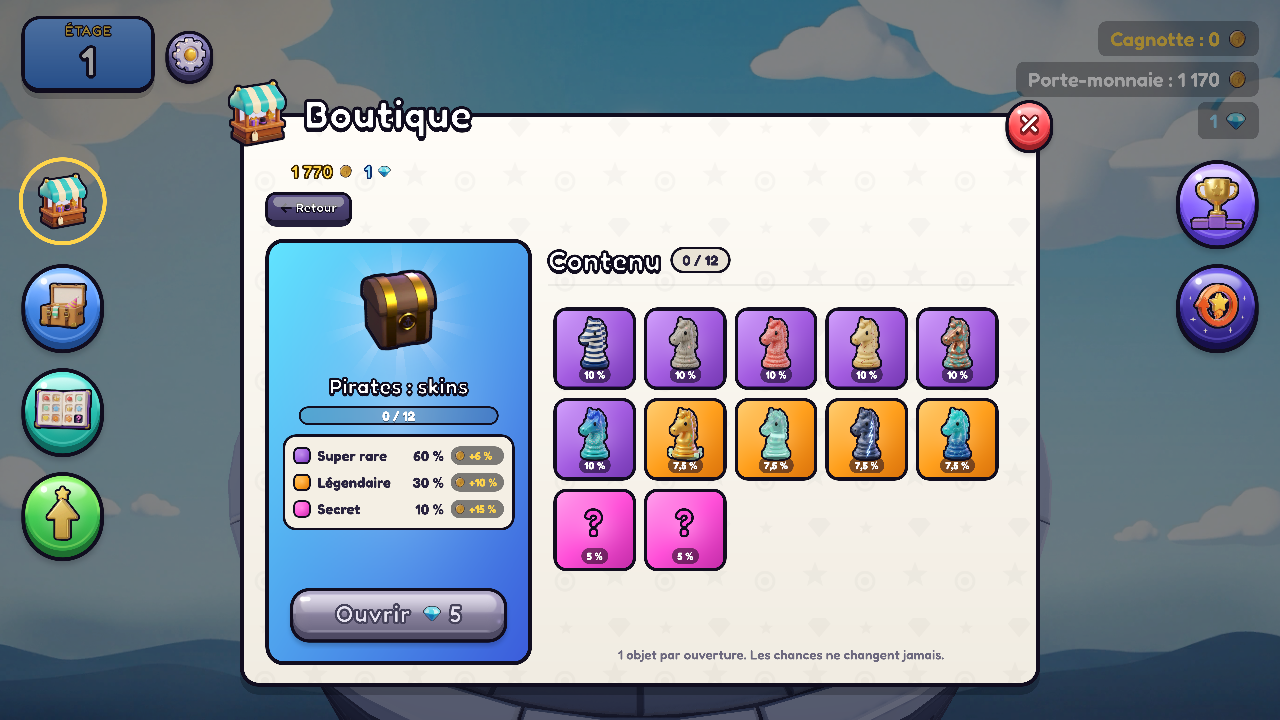 ÉTAGE
1
Cagnotte : 0
Porte-monnaie : 1 170
1
Boutique
1 770 1
← Retour
Contenu 0 / 12
Pirates : skins
0 / 12
Super rare 60 % +6 %
Légendaire 30 % +10 %
Secret 10 % +15 %
Ouvrir 5
10 % 10 % 10 % 10 % 10 %
10 % 7,5 % 7,5 % 7,5 % 7,5 %
? ?
5 % 5 %
1 objet par ouverture. Les chances ne changent jamais.